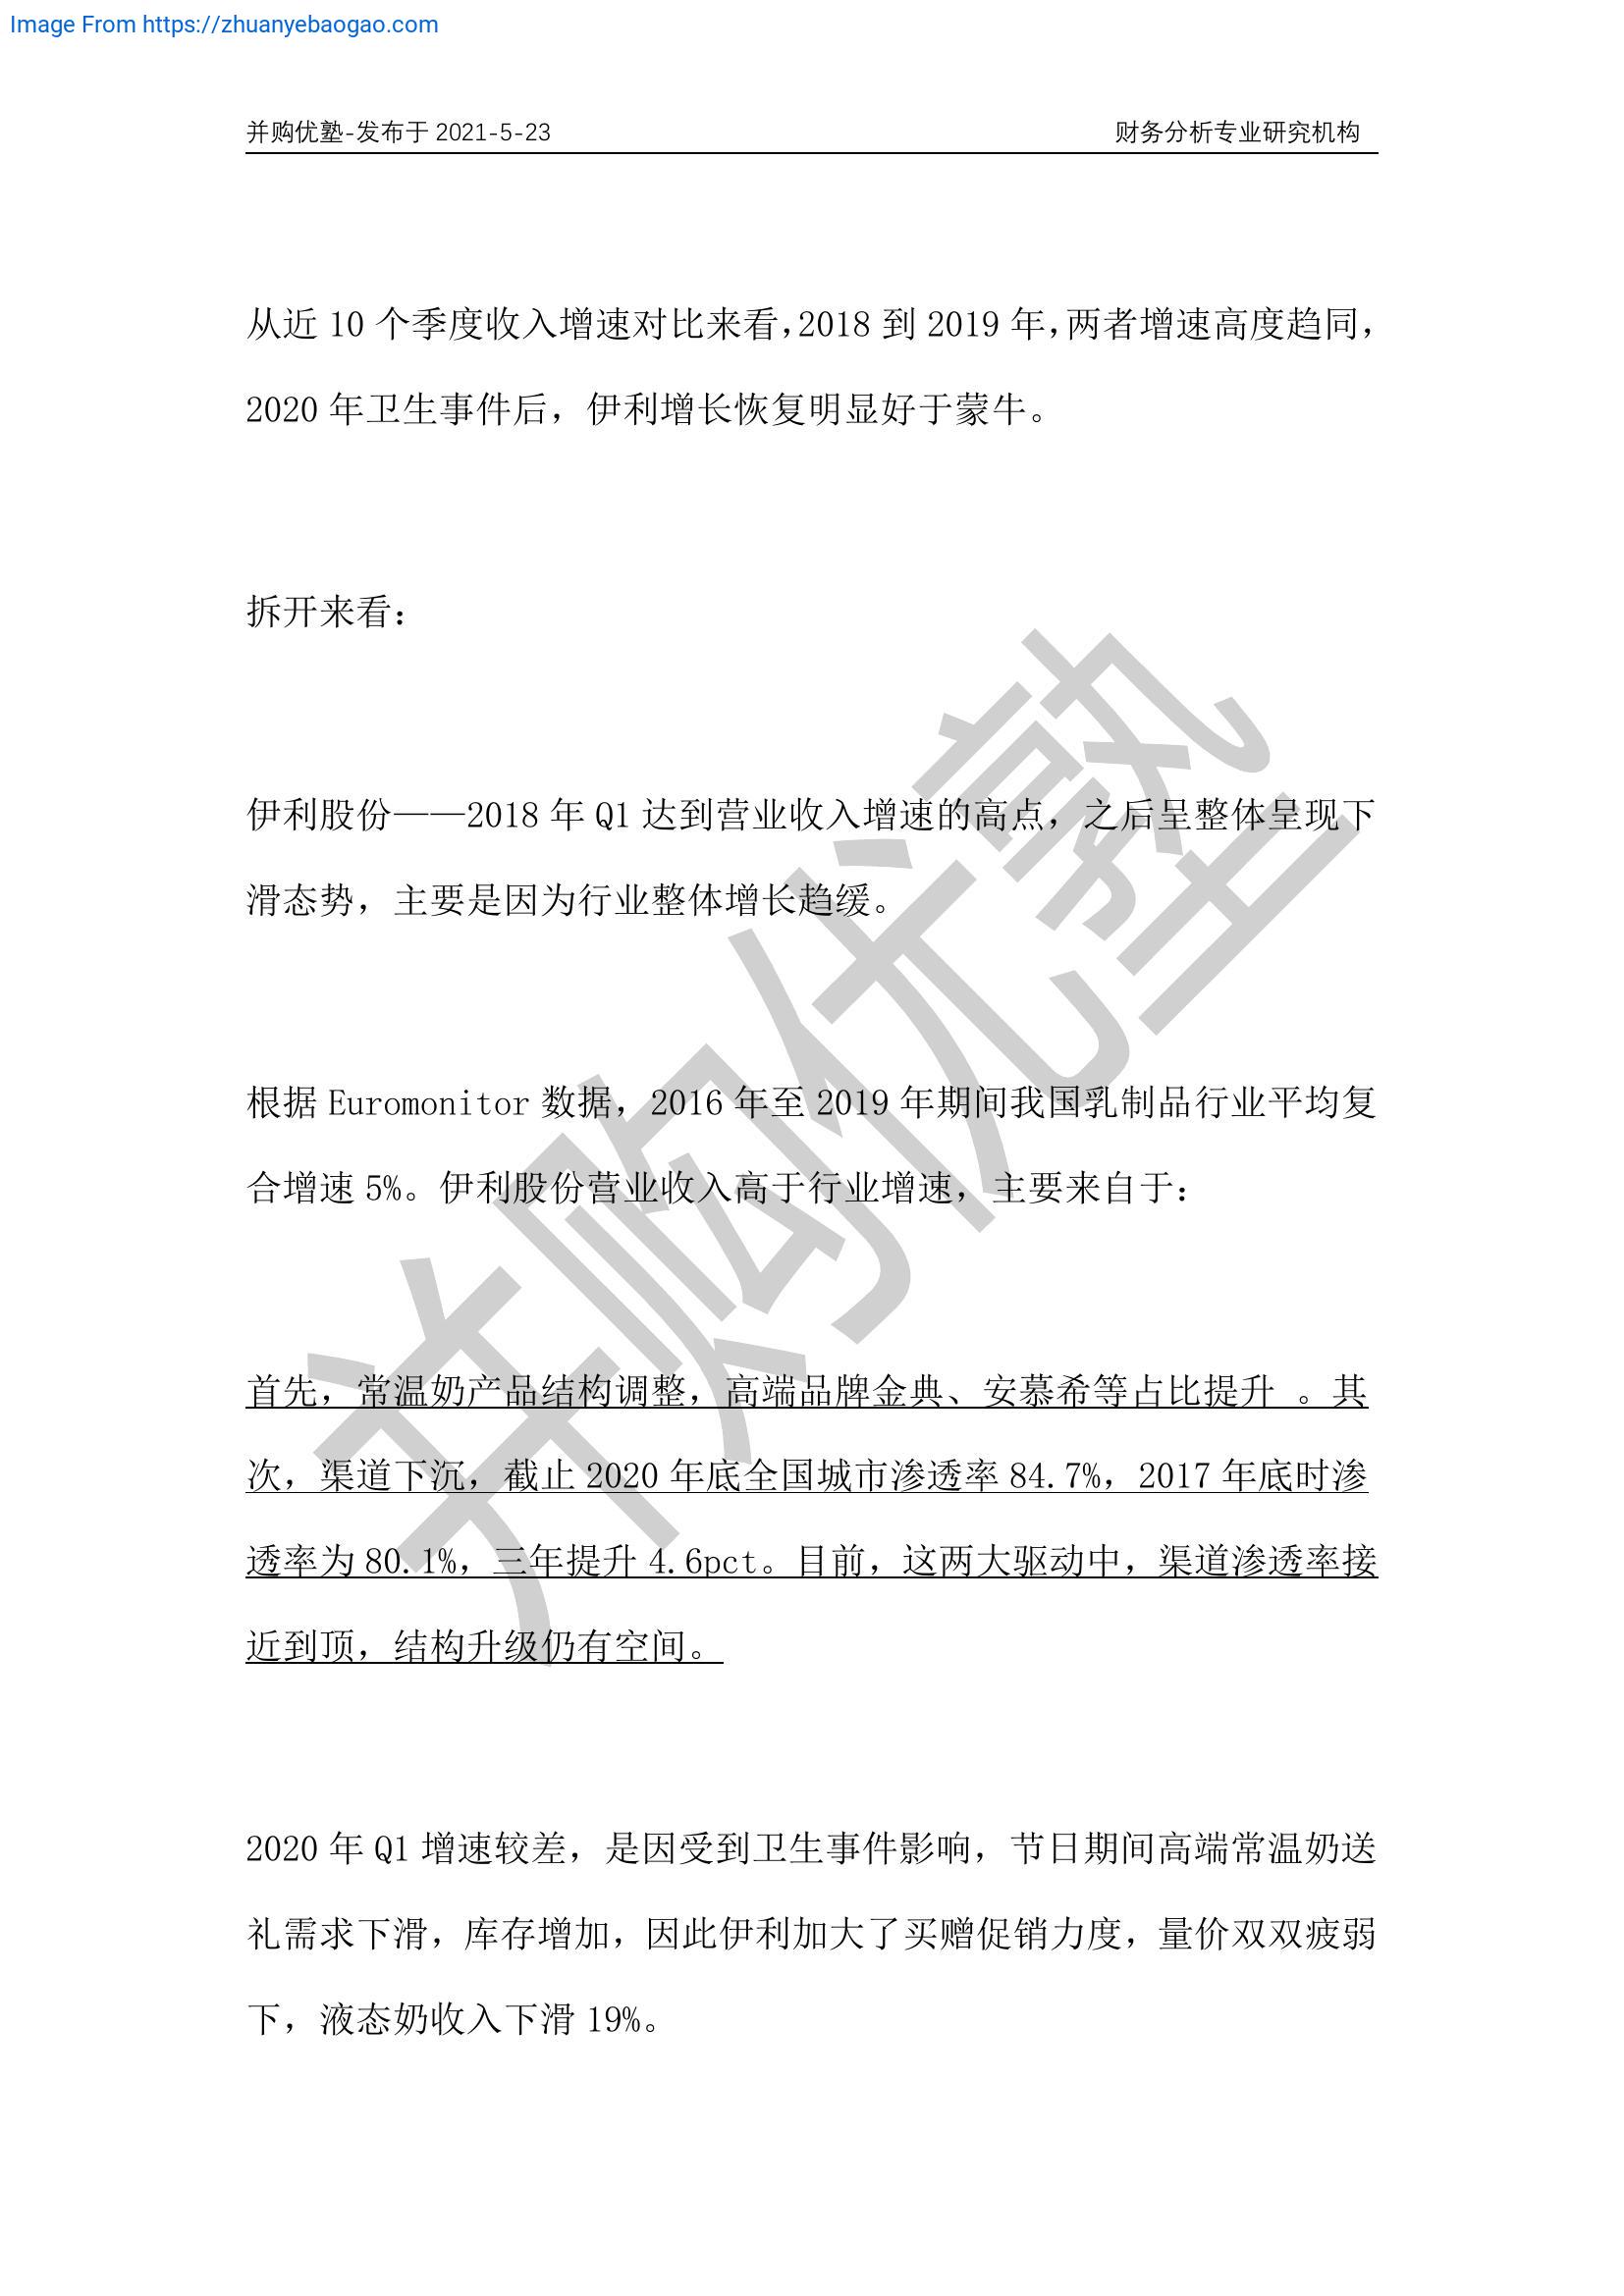 Image From https://zhuanyebaogao.com
并购优塾-发布于 2021-5-23 财务分析专业研究机构
从近 10 个季度收入增速对比来看，2018 到 2019 年，两者增速高度趋同，
2020 年卫生事件后，伊利增长恢复明显好于蒙牛。
拆开来看：
伊利股份——2018 年 Q1 达到营业收入增速的高点，之后呈整体呈现下
滑态势，主要是因为行业整体增长趋缓。
根据 Euromonitor 数据，2016 年至 2019 年期间我国乳制品行业平均复
合增速 5%。伊利股份营业收入高于行业增速，主要来自于：
首先，常温奶产品结构调整，高端品牌金典、安慕希等占比提升 。其
次，渠道下沉，截止 2020 年底全国城市渗透率 84.7%，2017 年底时渗
透率为 80.1%，三年提升 4.6pct。目前，这两大驱动中，渠道渗透率接
近到顶，结构升级仍有空间。
2020 年 Q1 增速较差，是因受到卫生事件影响，节日期间高端常温奶送
礼需求下滑，库存增加，因此伊利加大了买赠促销力度，量价双双疲弱
下，液态奶收入下滑 19%。
并购优塾